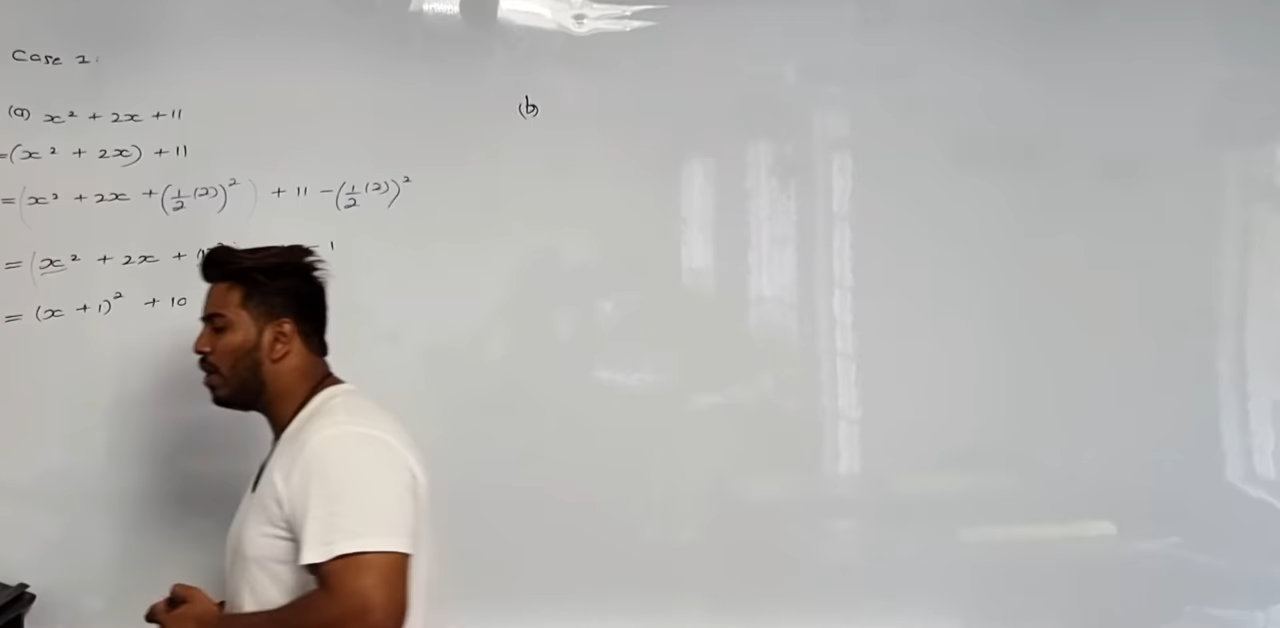 Case 1.
(a) x² + 2x + 11
=(x² + 2x) + 11
=(x² + 2x + (½(2))²) + 11 - (½(2))²
= (x² + 2x + (1
= (x + 1)² + 10
(b)